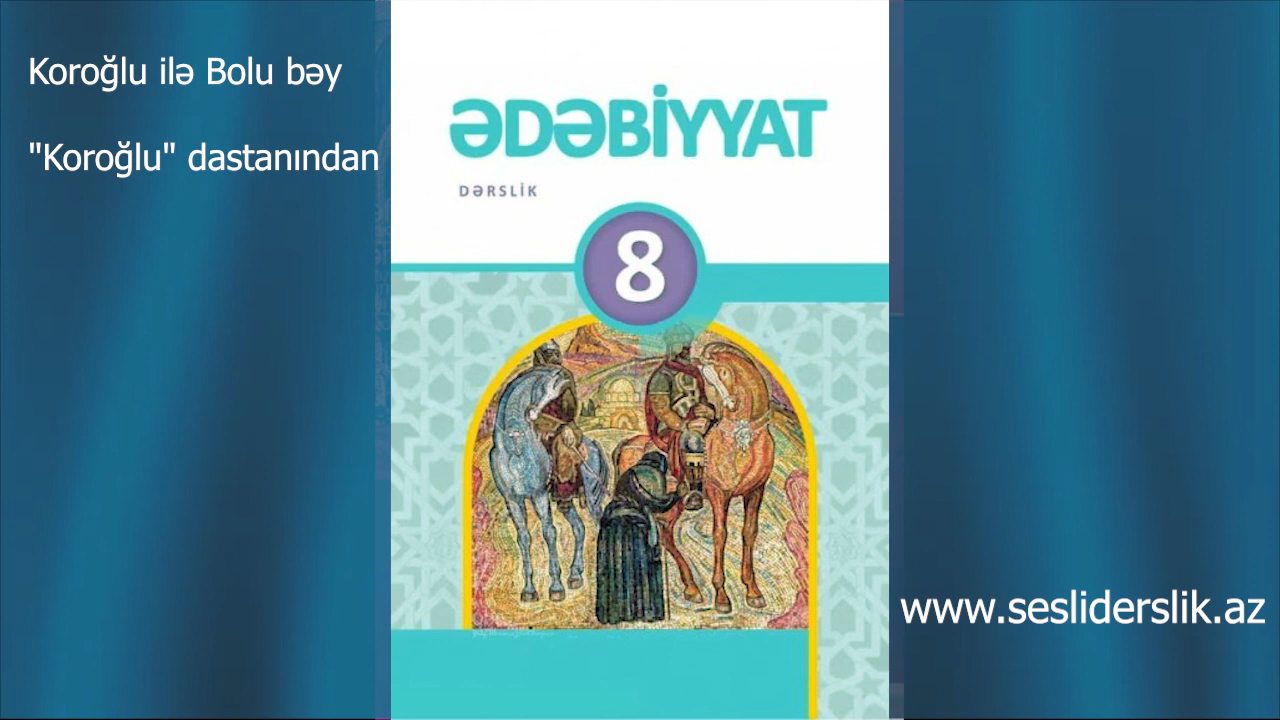 Koroğlu ilə Bolu bəy
"Koroğlu" dastanından
ƏDƏBİYYAT
DƏRSLİK
8
www.sesliderslik.az